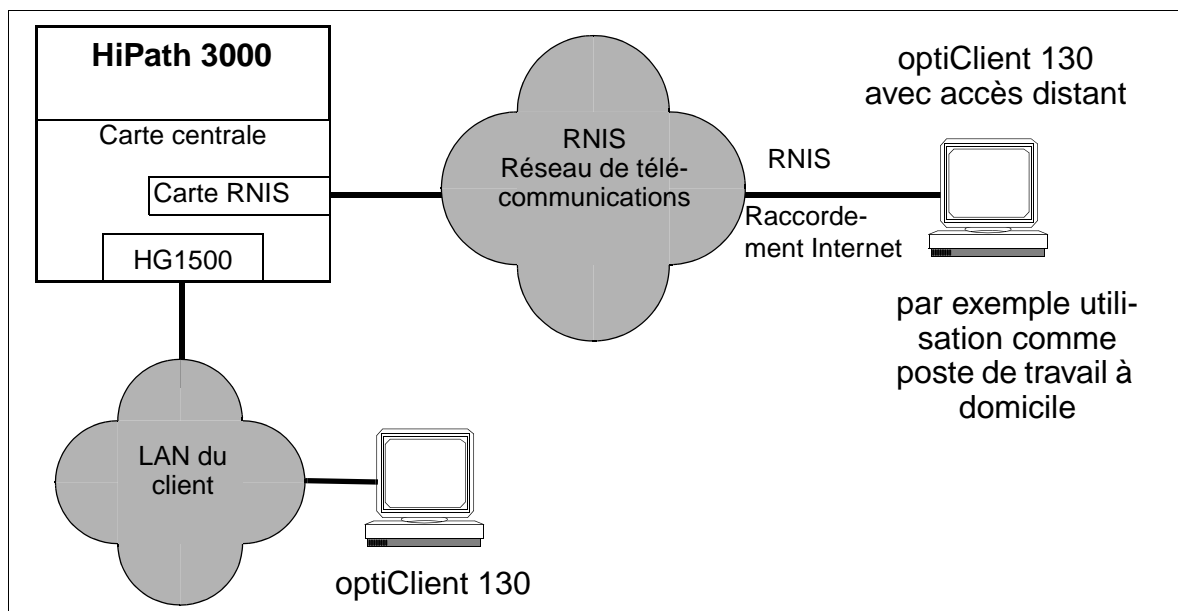 HiPath 3000
Carte centrale
Carte RNIS
HG1500
RNIS
Réseau de télé-
communications
RNIS
Raccorde-
ment Internet
optiClient 130
avec accès distant
par exemple utili-
sation comme
poste de travail à
domicile
LAN du
client
optiClient 130